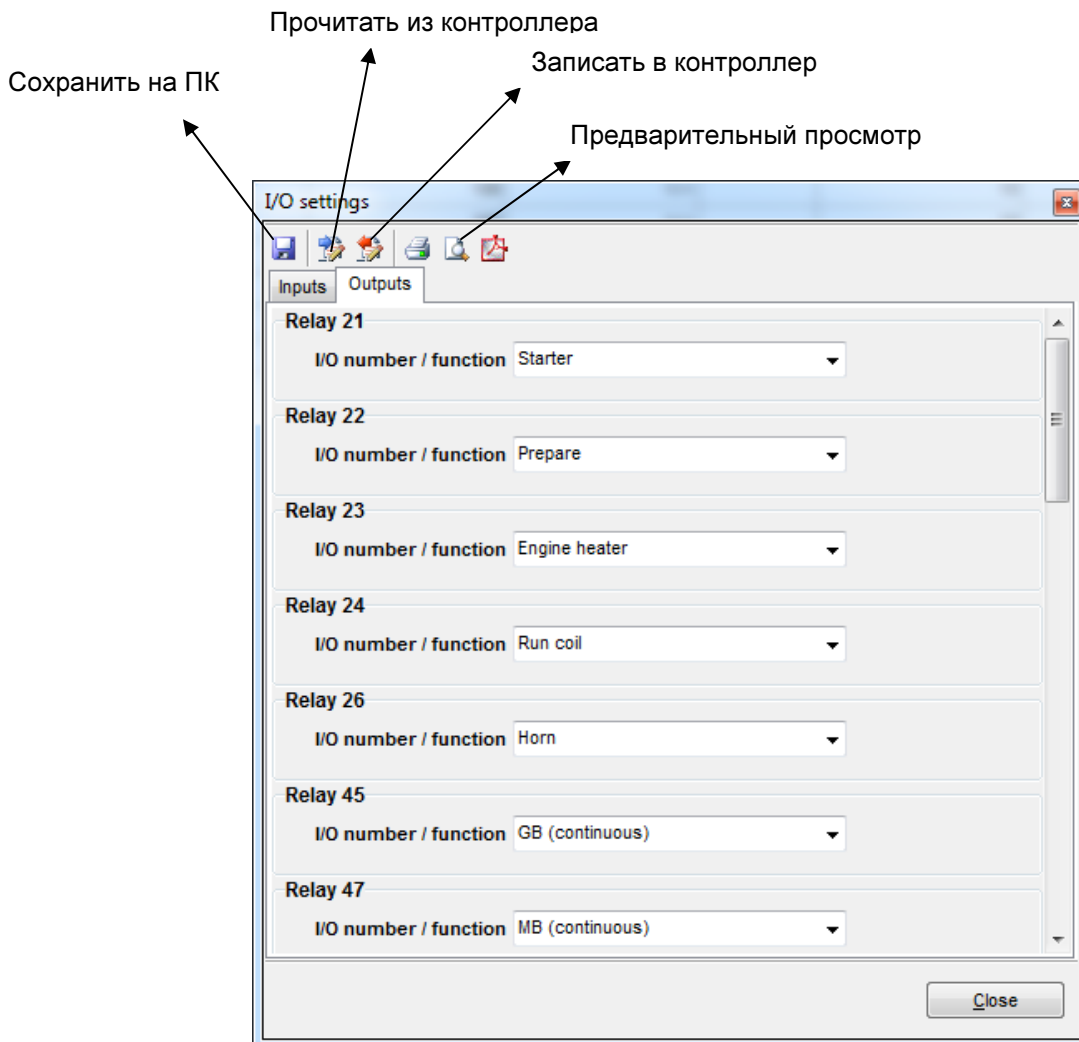 Прочитать из контроллера
Записать в контроллер
Сохранить на ПК
Предварительный просмотр
I/O settings
Inputs Outputs
Relay 21
I/O number / function Starter
Relay 22
I/O number / function Prepare
Relay 23
I/O number / function Engine heater
Relay 24
I/O number / function Run coil
Relay 26
I/O number / function Horn
Relay 45
I/O number / function GB (continuous)
Relay 47
I/O number / function MB (continuous)
Close